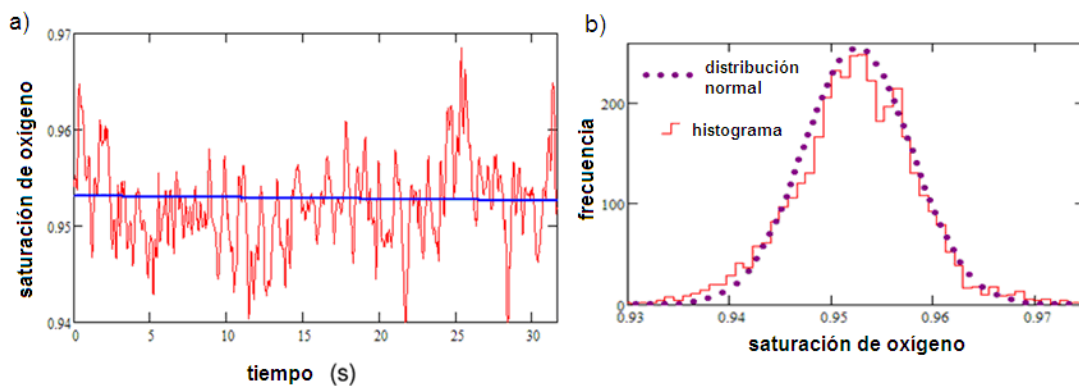 a)
0.97
0.96
0.95
0.94
saturación de oxígeno
0
5
10
15
20
25
30
tiempo (s)
b)
distribución
normal
histograma
200
100
0
frecuencia
0.93
0.94
0.95
0.96
0.97
saturación de oxígeno